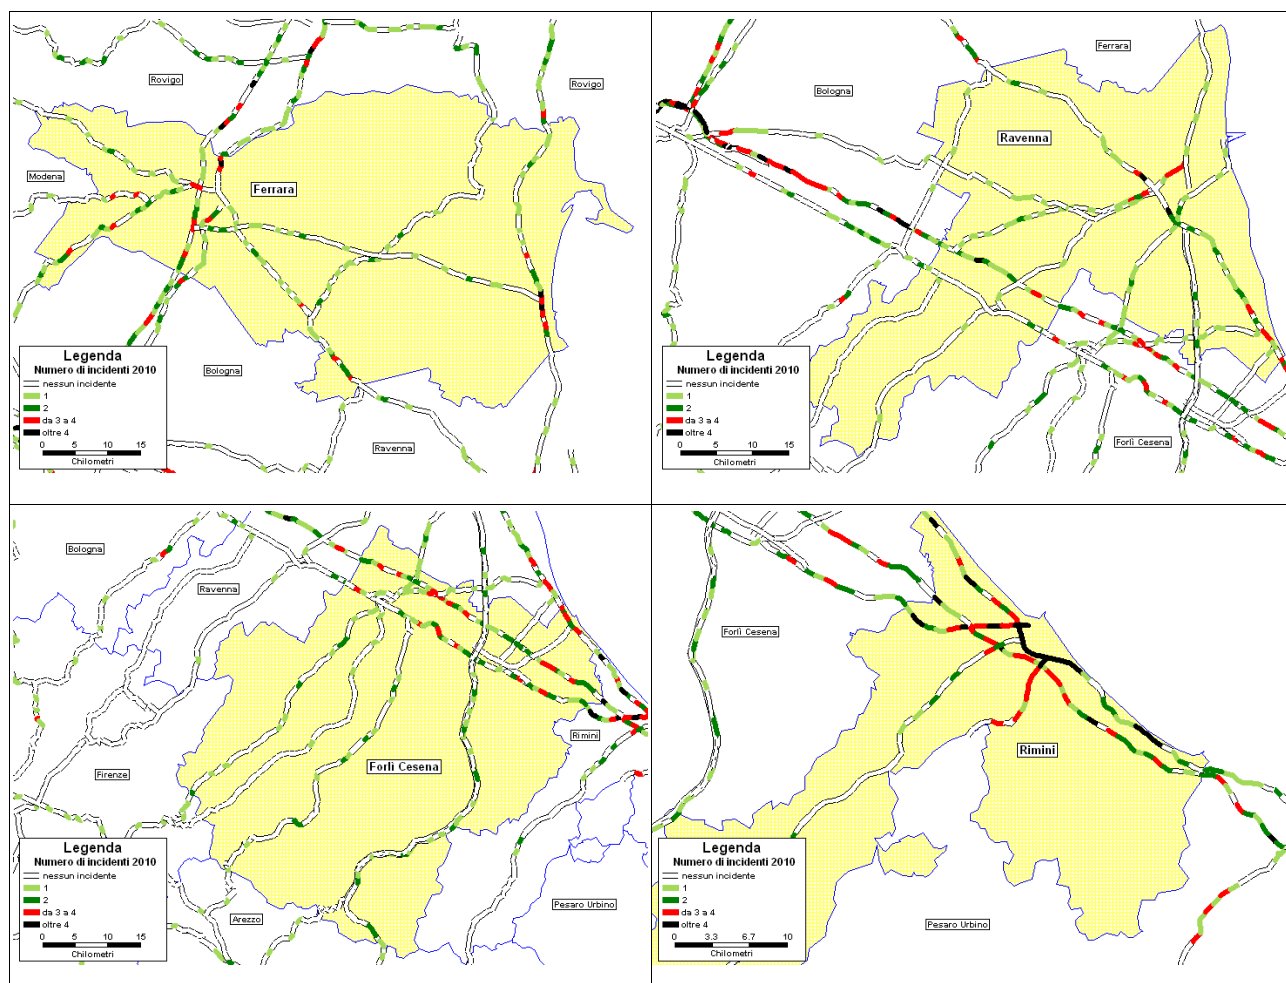 Rovigo
Rovigo
Modena
Ferrara
Bologna
Ravenna
Legenda
Numero di incidenti 2010
nessun incidente
1
2
da 3 a 4
oltre 4
0 5 10 15
Chilometri
Ferrara
Bologna
Ravenna
Forlì Cesena
Legenda
Numero di incidenti 2010
nessun incidente
1
2
da 3 a 4
oltre 4
0 5 10 15
Chilometri
Bologna
Ravenna
Rimini
Firenze
Forlì Cesena
Arezzo
Pesaro Urbino
Legenda
Numero di incidenti 2010
nessun incidente
1
2
da 3 a 4
oltre 4
0 5 10 15
Chilometri
Forlì Cesena
Rimini
Pesaro Urbino
Legenda
Numero di incidenti 2010
nessun incidente
1
2
da 3 a 4
oltre 4
0 3.3 6.7 10
Chilometri